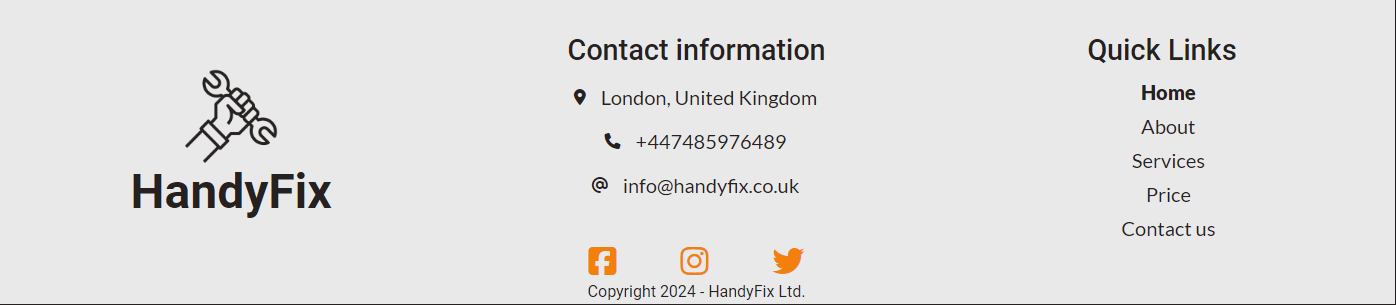 HandyFix
Contact information
London, United Kingdom
+447485976489
info@handyfix.co.uk
Copyright 2024 - HandyFix Ltd.
Quick Links
Home
About
Services
Price
Contact us